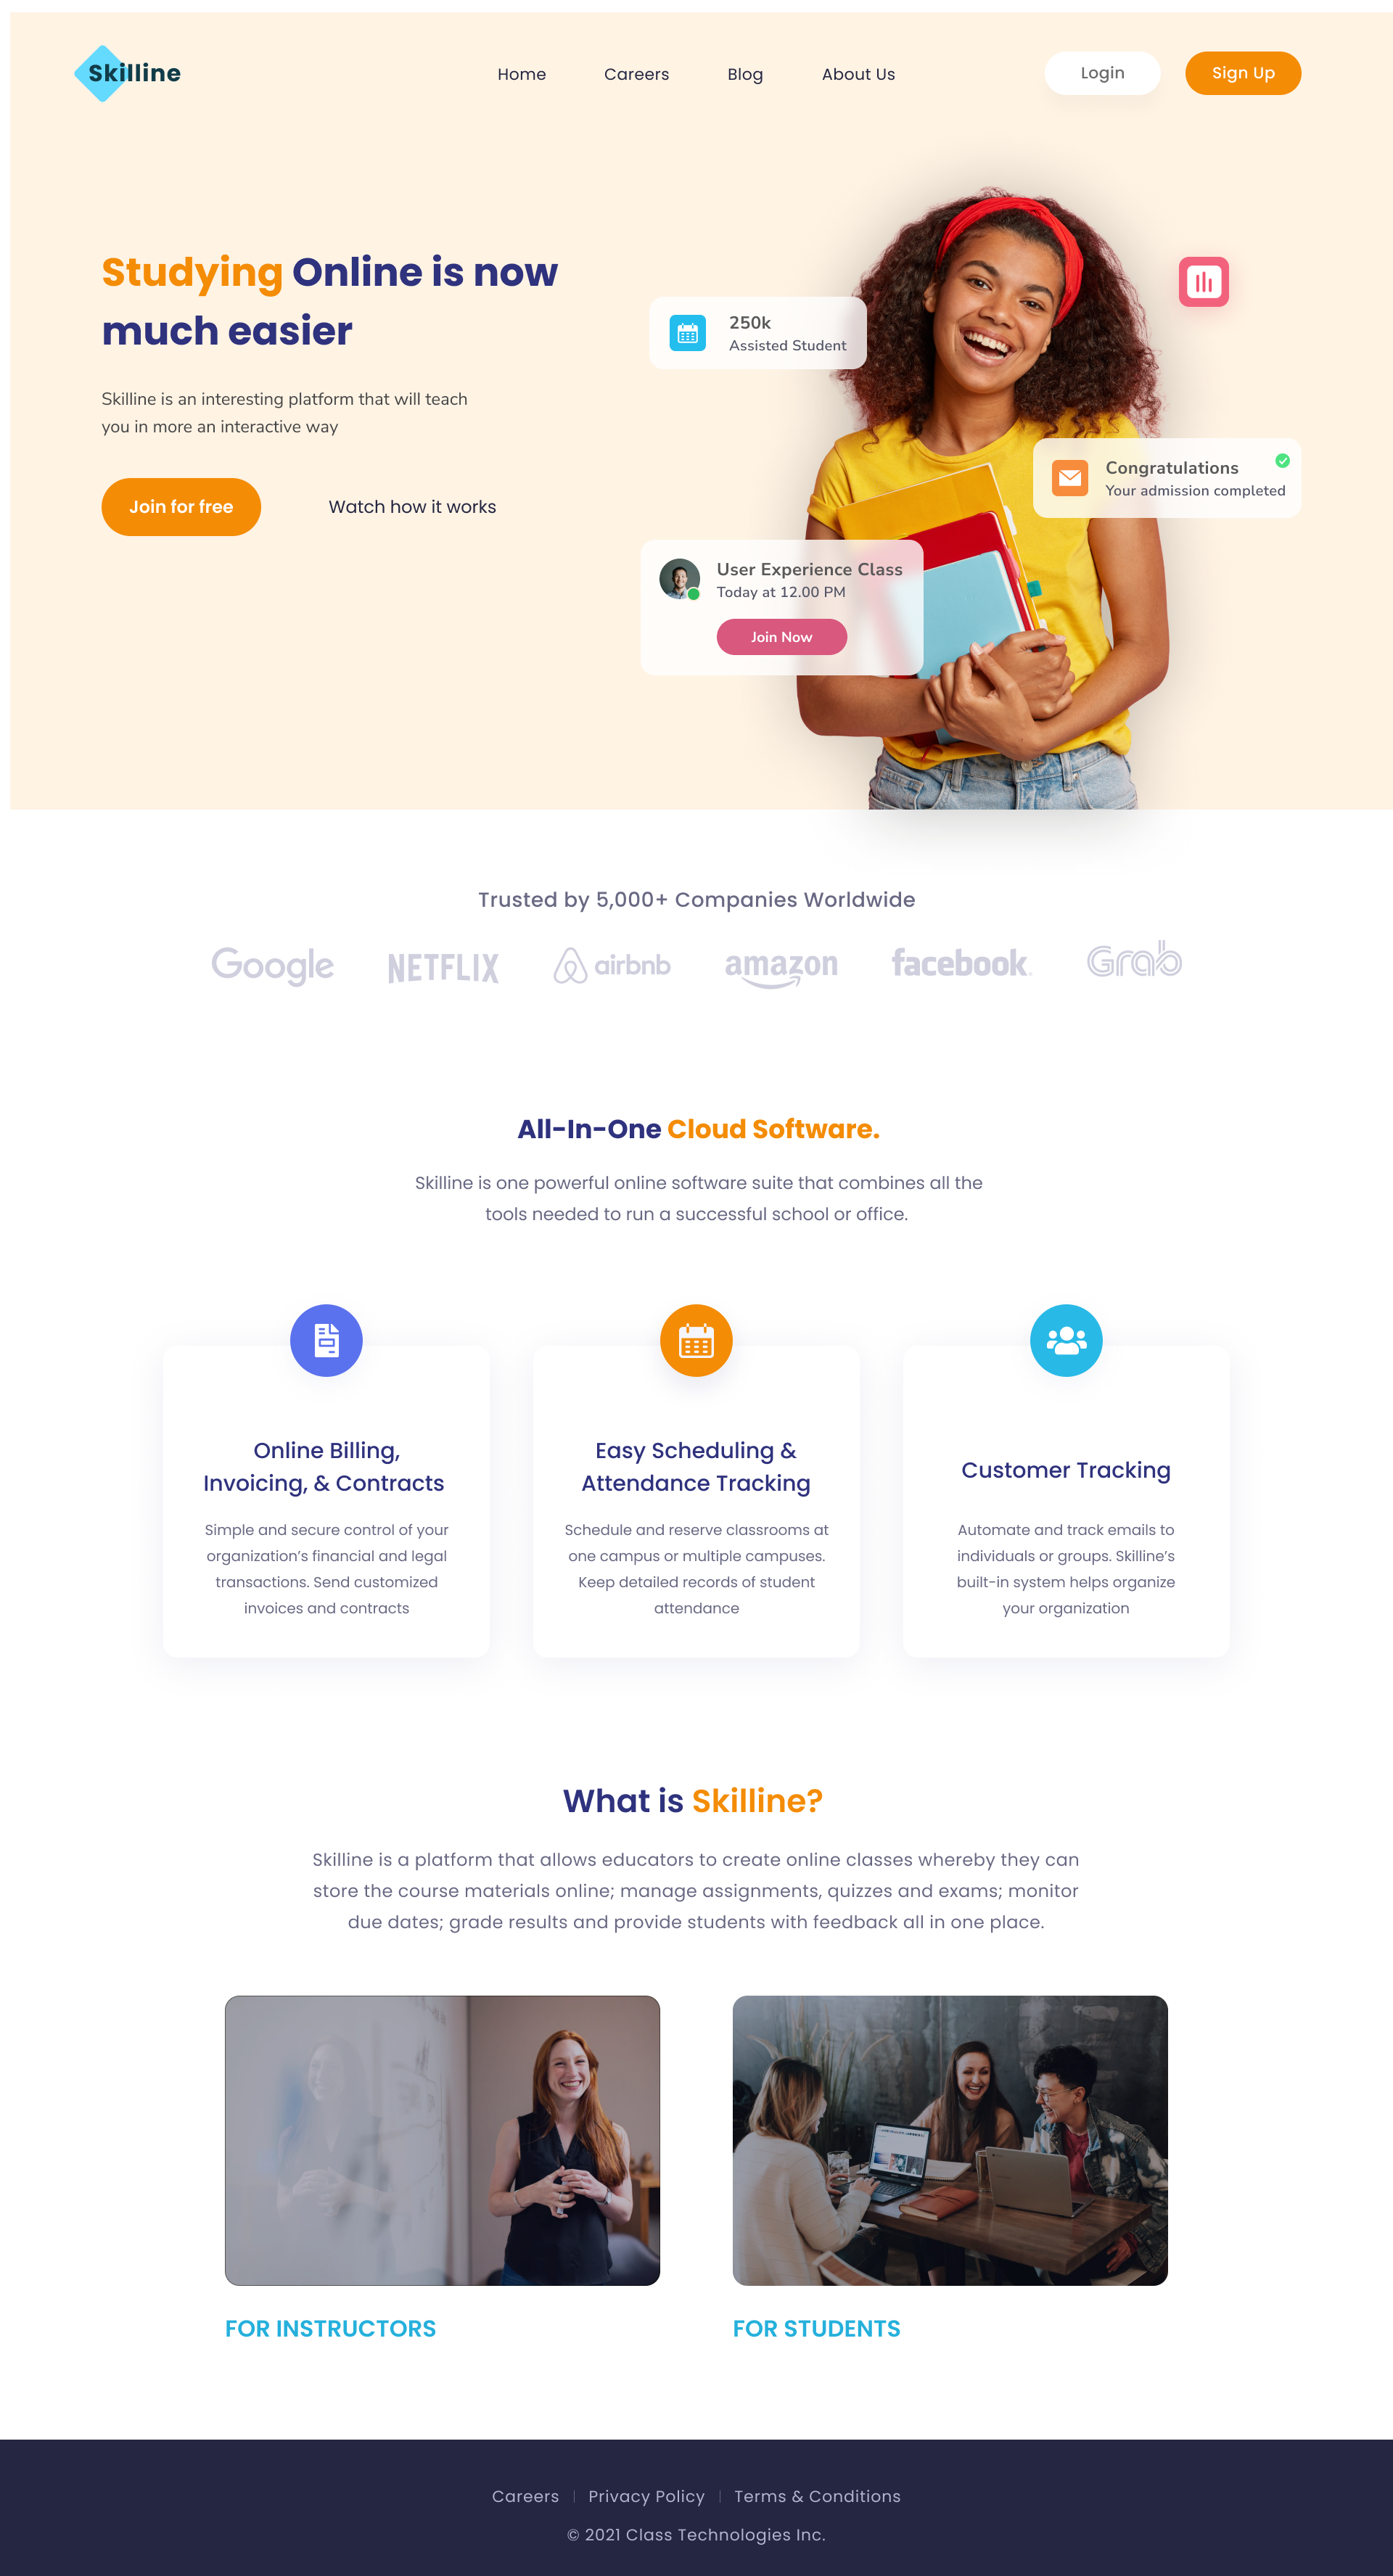 Skilline
Home
Careers
Blog
About Us
Login
Sign Up
Studying Online is now
much easier
Skilline is an interesting platform that will teach
you in more an interactive way
Join for free
Watch how it works
250k
Assisted Student
Congratulations
Your admission completed
User Experience Class
Today at 12.00 PM
Join Now
Trusted by 5,000+ Companies Worldwide
Google
NETFLIX
airbnb
amazon
facebook
Grab
All-In-One Cloud Software.
Skilline is one powerful online software suite that combines all the
tools needed to run a successful school or office.
Online Billing,
Invoicing, & Contracts
Simple and secure control of your
organization’s financial and legal
transactions. Send customized
invoices and contracts
Easy Scheduling &
Attendance Tracking
Schedule and reserve classrooms at
one campus or multiple campuses.
Keep detailed records of student
attendance
Customer Tracking
Automate and track emails to
individuals or groups. Skilline’s
built-in system helps organize
your organization
What is Skilline?
Skilline is a platform that allows educators to create online classes whereby they can
store the course materials online; manage assignments, quizzes and exams; monitor
due dates; grade results and provide students with feedback all in one place.
FOR INSTRUCTORS
FOR STUDENTS
Careers | Privacy Policy | Terms & Conditions
© 2021 Class Technologies Inc.